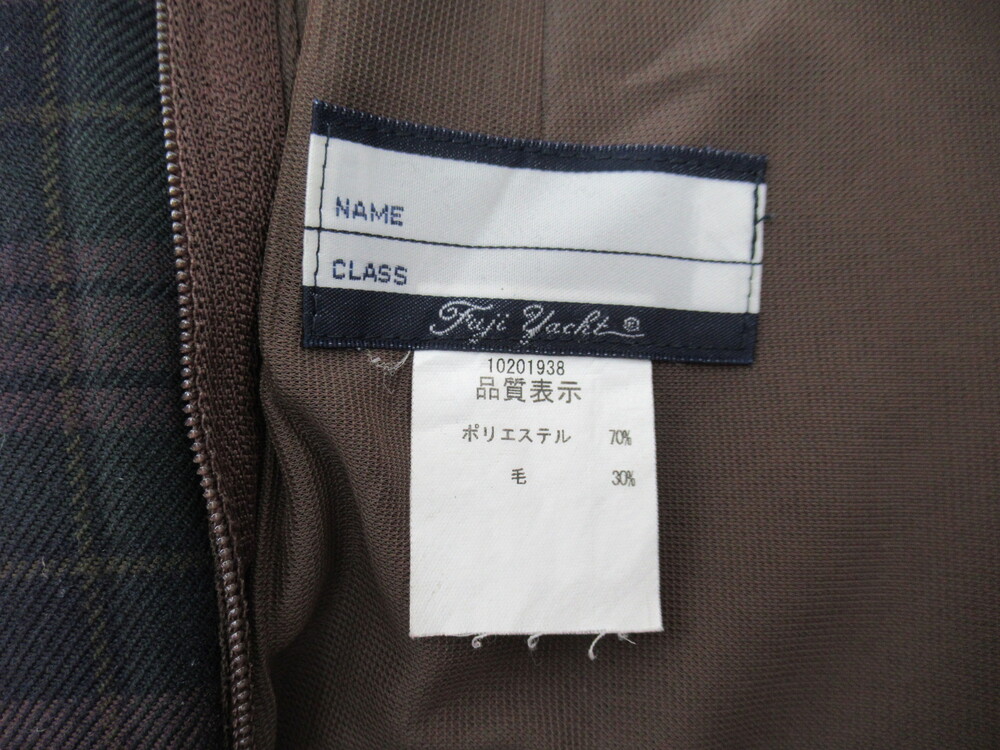 NAME
CLASS
Fuji Yacht®
10201938
品質表示
ポリエステル 70%
毛 30%